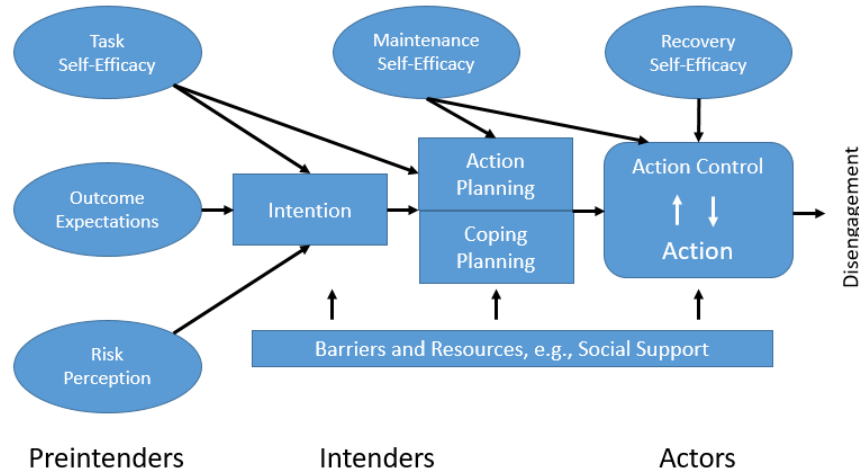 Task
Self-Efficacy
Maintenance
Self-Efficacy
Recovery
Self-Efficacy
Outcome
Expectations
Intention
Action
Planning
Coping
Planning
Action Control
Action
Disengagement
Risk
Perception
Barriers and Resources, e.g., Social Support
Preintenders
Intenders
Actors